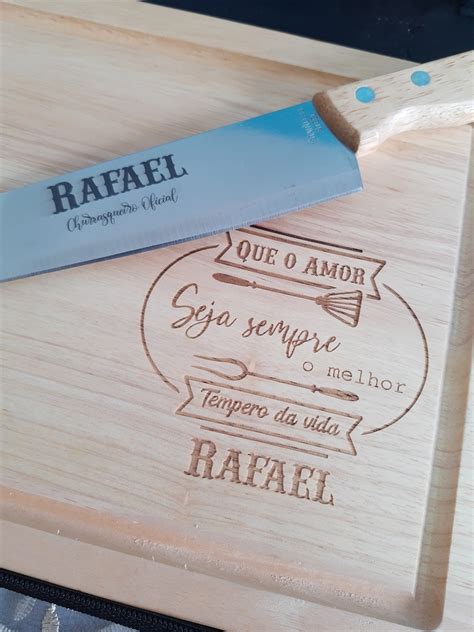 RAFAEL
Churrasqueiro Oficial
QUE O AMOR
Seja sempre
o melhor
Tempero da vida
RAFAEL